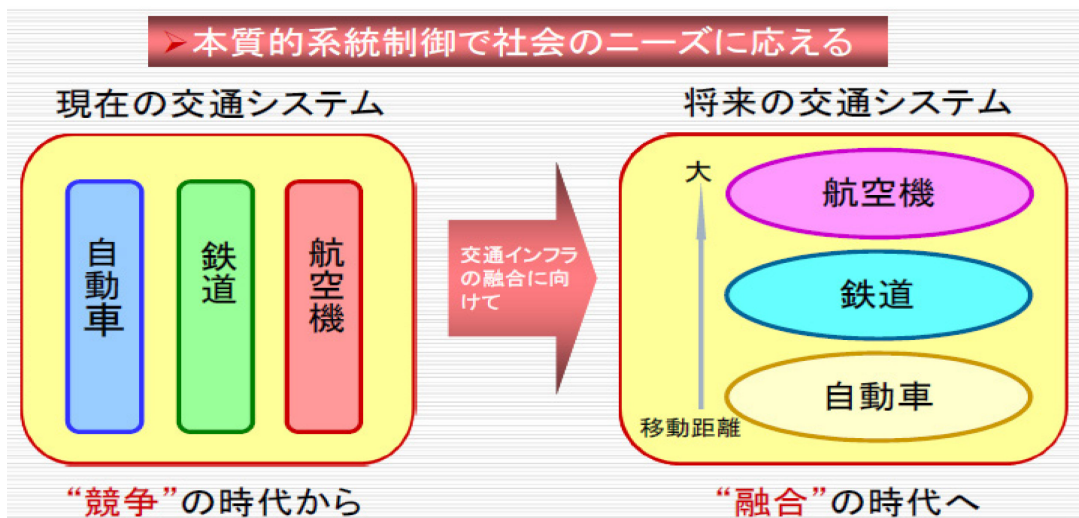 ➢本質的系統制御で社会のニーズに応える
現在の交通システム
自動車
鉄道
航空機
“競争”の時代から
交通インフラ
の融合に向
けて
将来の交通システム
大
移動距離
航空機
鉄道
自動車
“融合”の時代へ